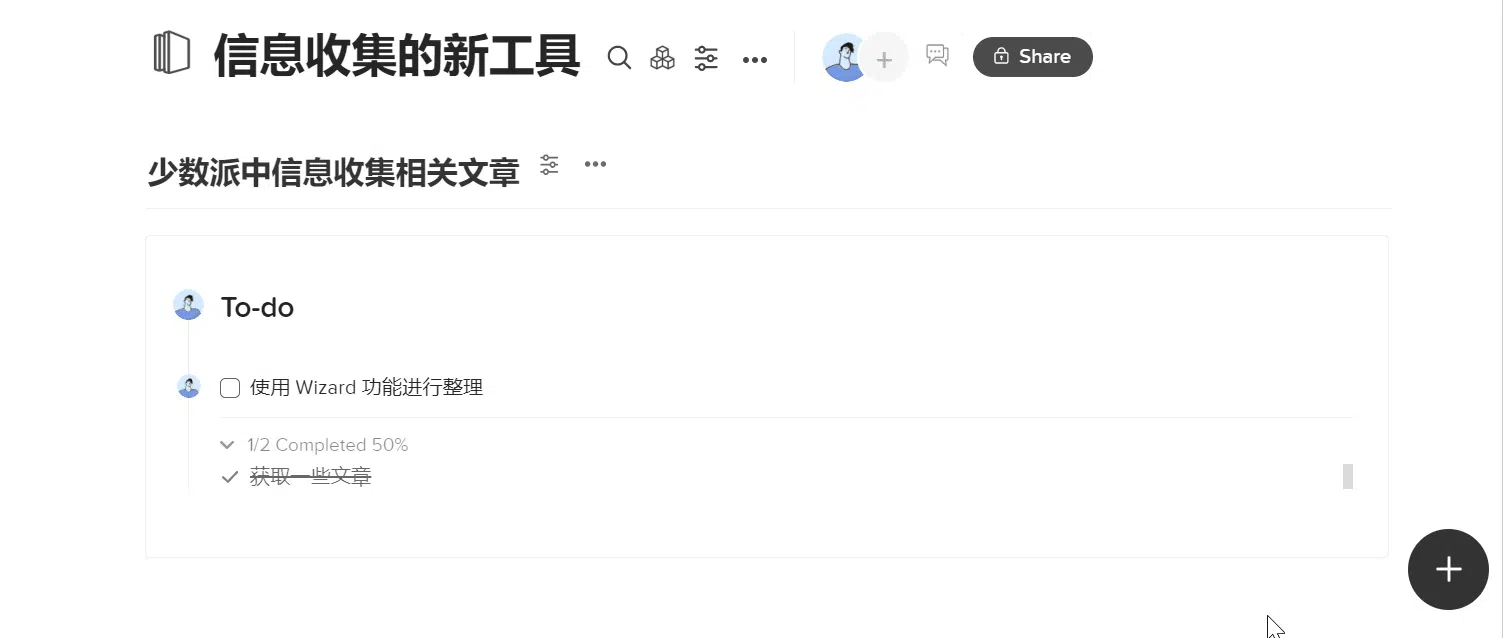 信息收集的新工具
Share
少数派中信息收集相关文章
To-do
使用 Wizard 功能进行整理
1/2 Completed 50%
获取一些文章